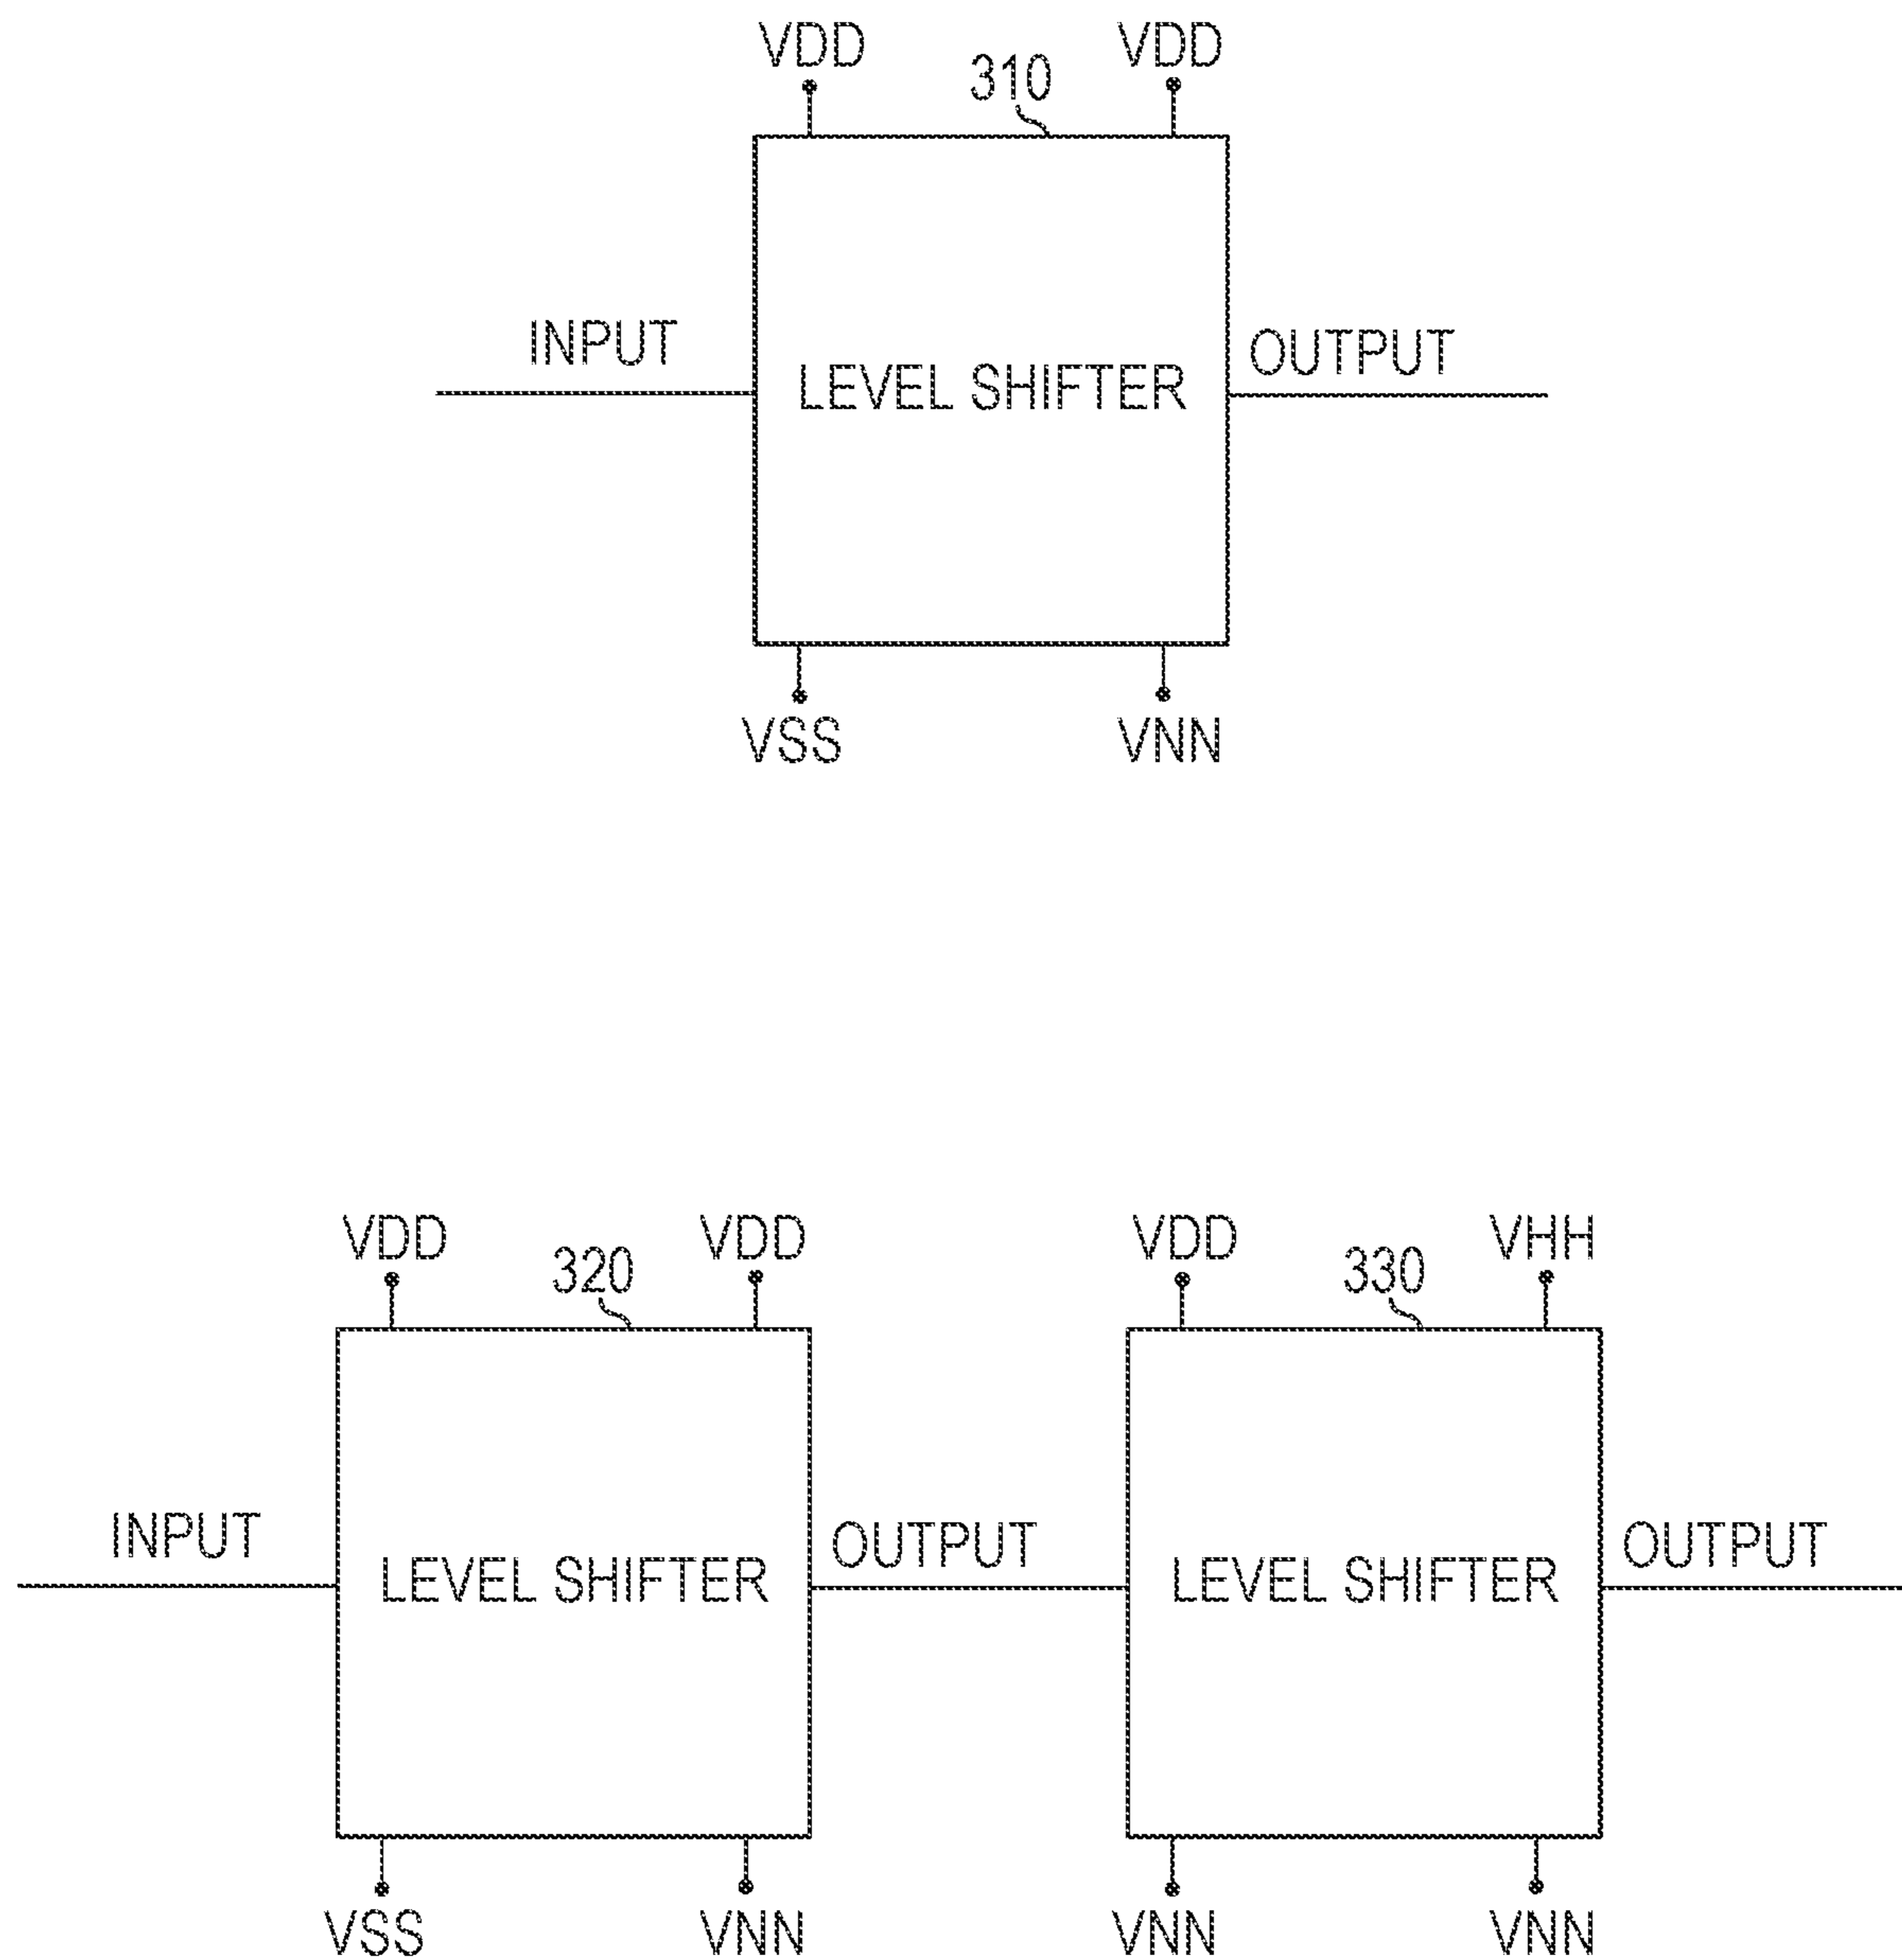 VDD 310 VDD
INPUT
LEVEL SHIFTER
OUTPUT
VSS VNN
VDD 320 VDD VDD 330 VHH
INPUT
LEVEL SHIFTER
OUTPUT
LEVEL SHIFTER
OUTPUT
VSS VNN VNN VNN